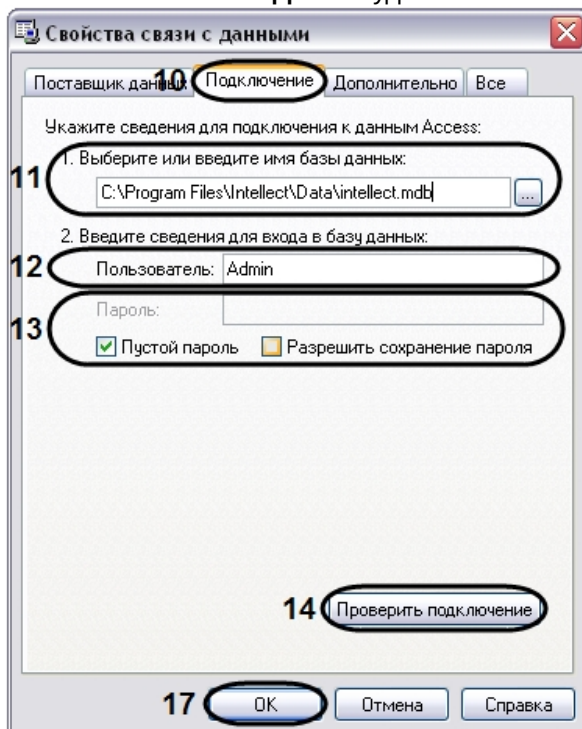 Свойства связи с данными
Поставщик данных 10 Подключение Дополнительно Все
Укажите сведения для подключения к данным Access:
1. Выберите или введите имя базы данных:
11 C:\Program Files\Intellect\Data\intellect.mdb ...
2. Введите сведения для входа в базу данных:
12 Пользователь: Admin
Пароль:
13
Пустой пароль Разрешить сохранение пароля
14 Проверить подключение
17 OK Отмена Справка